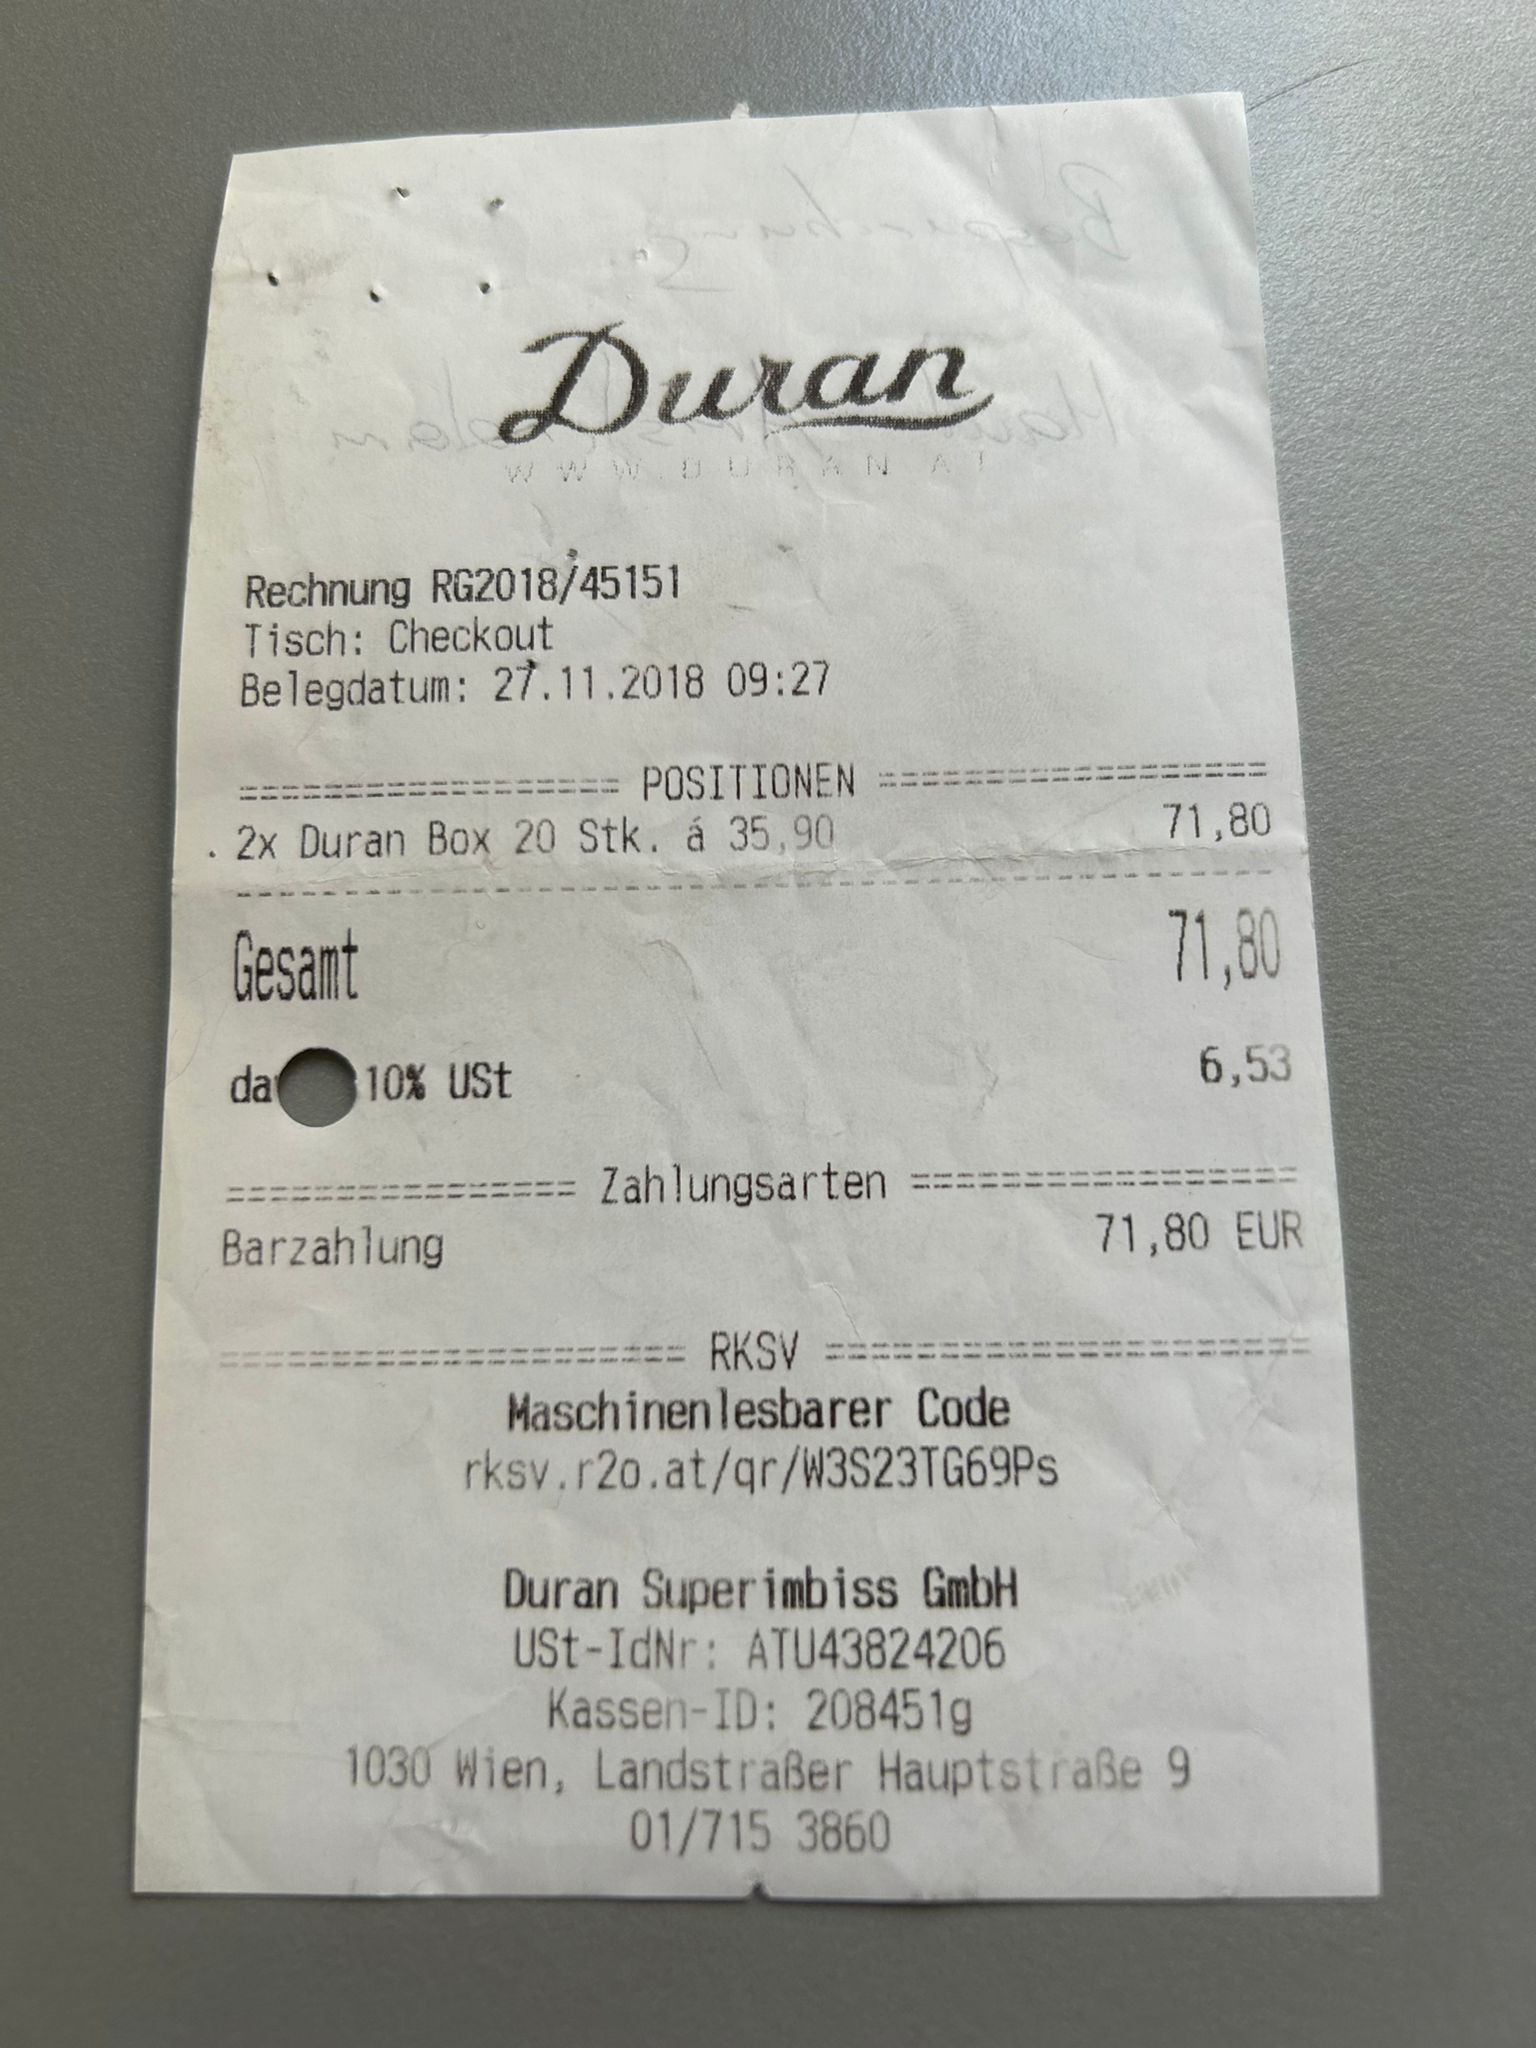 Duran
WWW.DURAN.AT
Rechnung RG2018/45151
Tisch: Checkout
Belegdatum: 27.11.2018 09:27
=================== POSITIONEN ===================
. 2x Duran Box 20 Stk. á 35,90 71,80
Gesamt 71,80
10% USt 6,53
================= Zahlungsarten ==================
Barzahlung 71,80 EUR
====================== RKSV ======================
Maschinenlesbarer Code
rksv.r2o.at/qr/W3S23TG69Ps
Duran Superimbiss GmbH
USt-IdNr: ATU43824206
Kassen-ID: 208451g
1030 Wien, Landstraßer Hauptstraße 9
01/715 3860